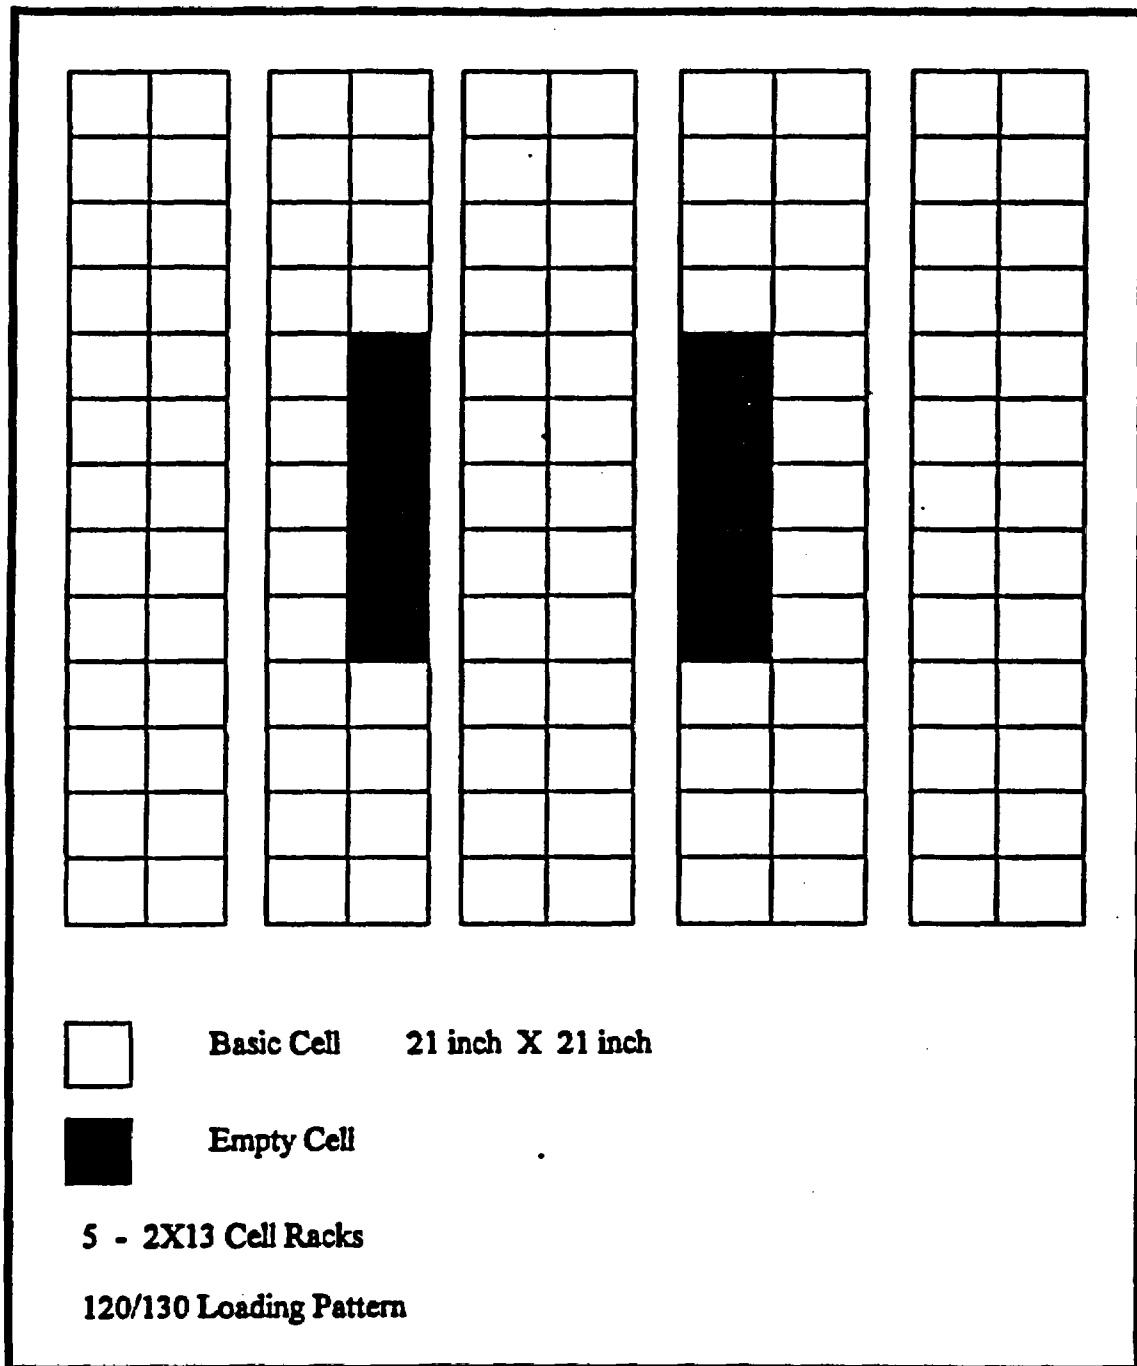 Basic Cell 21 inch X 21 inch
Empty Cell
5 - 2X13 Cell Racks
120/130 Loading Pattern